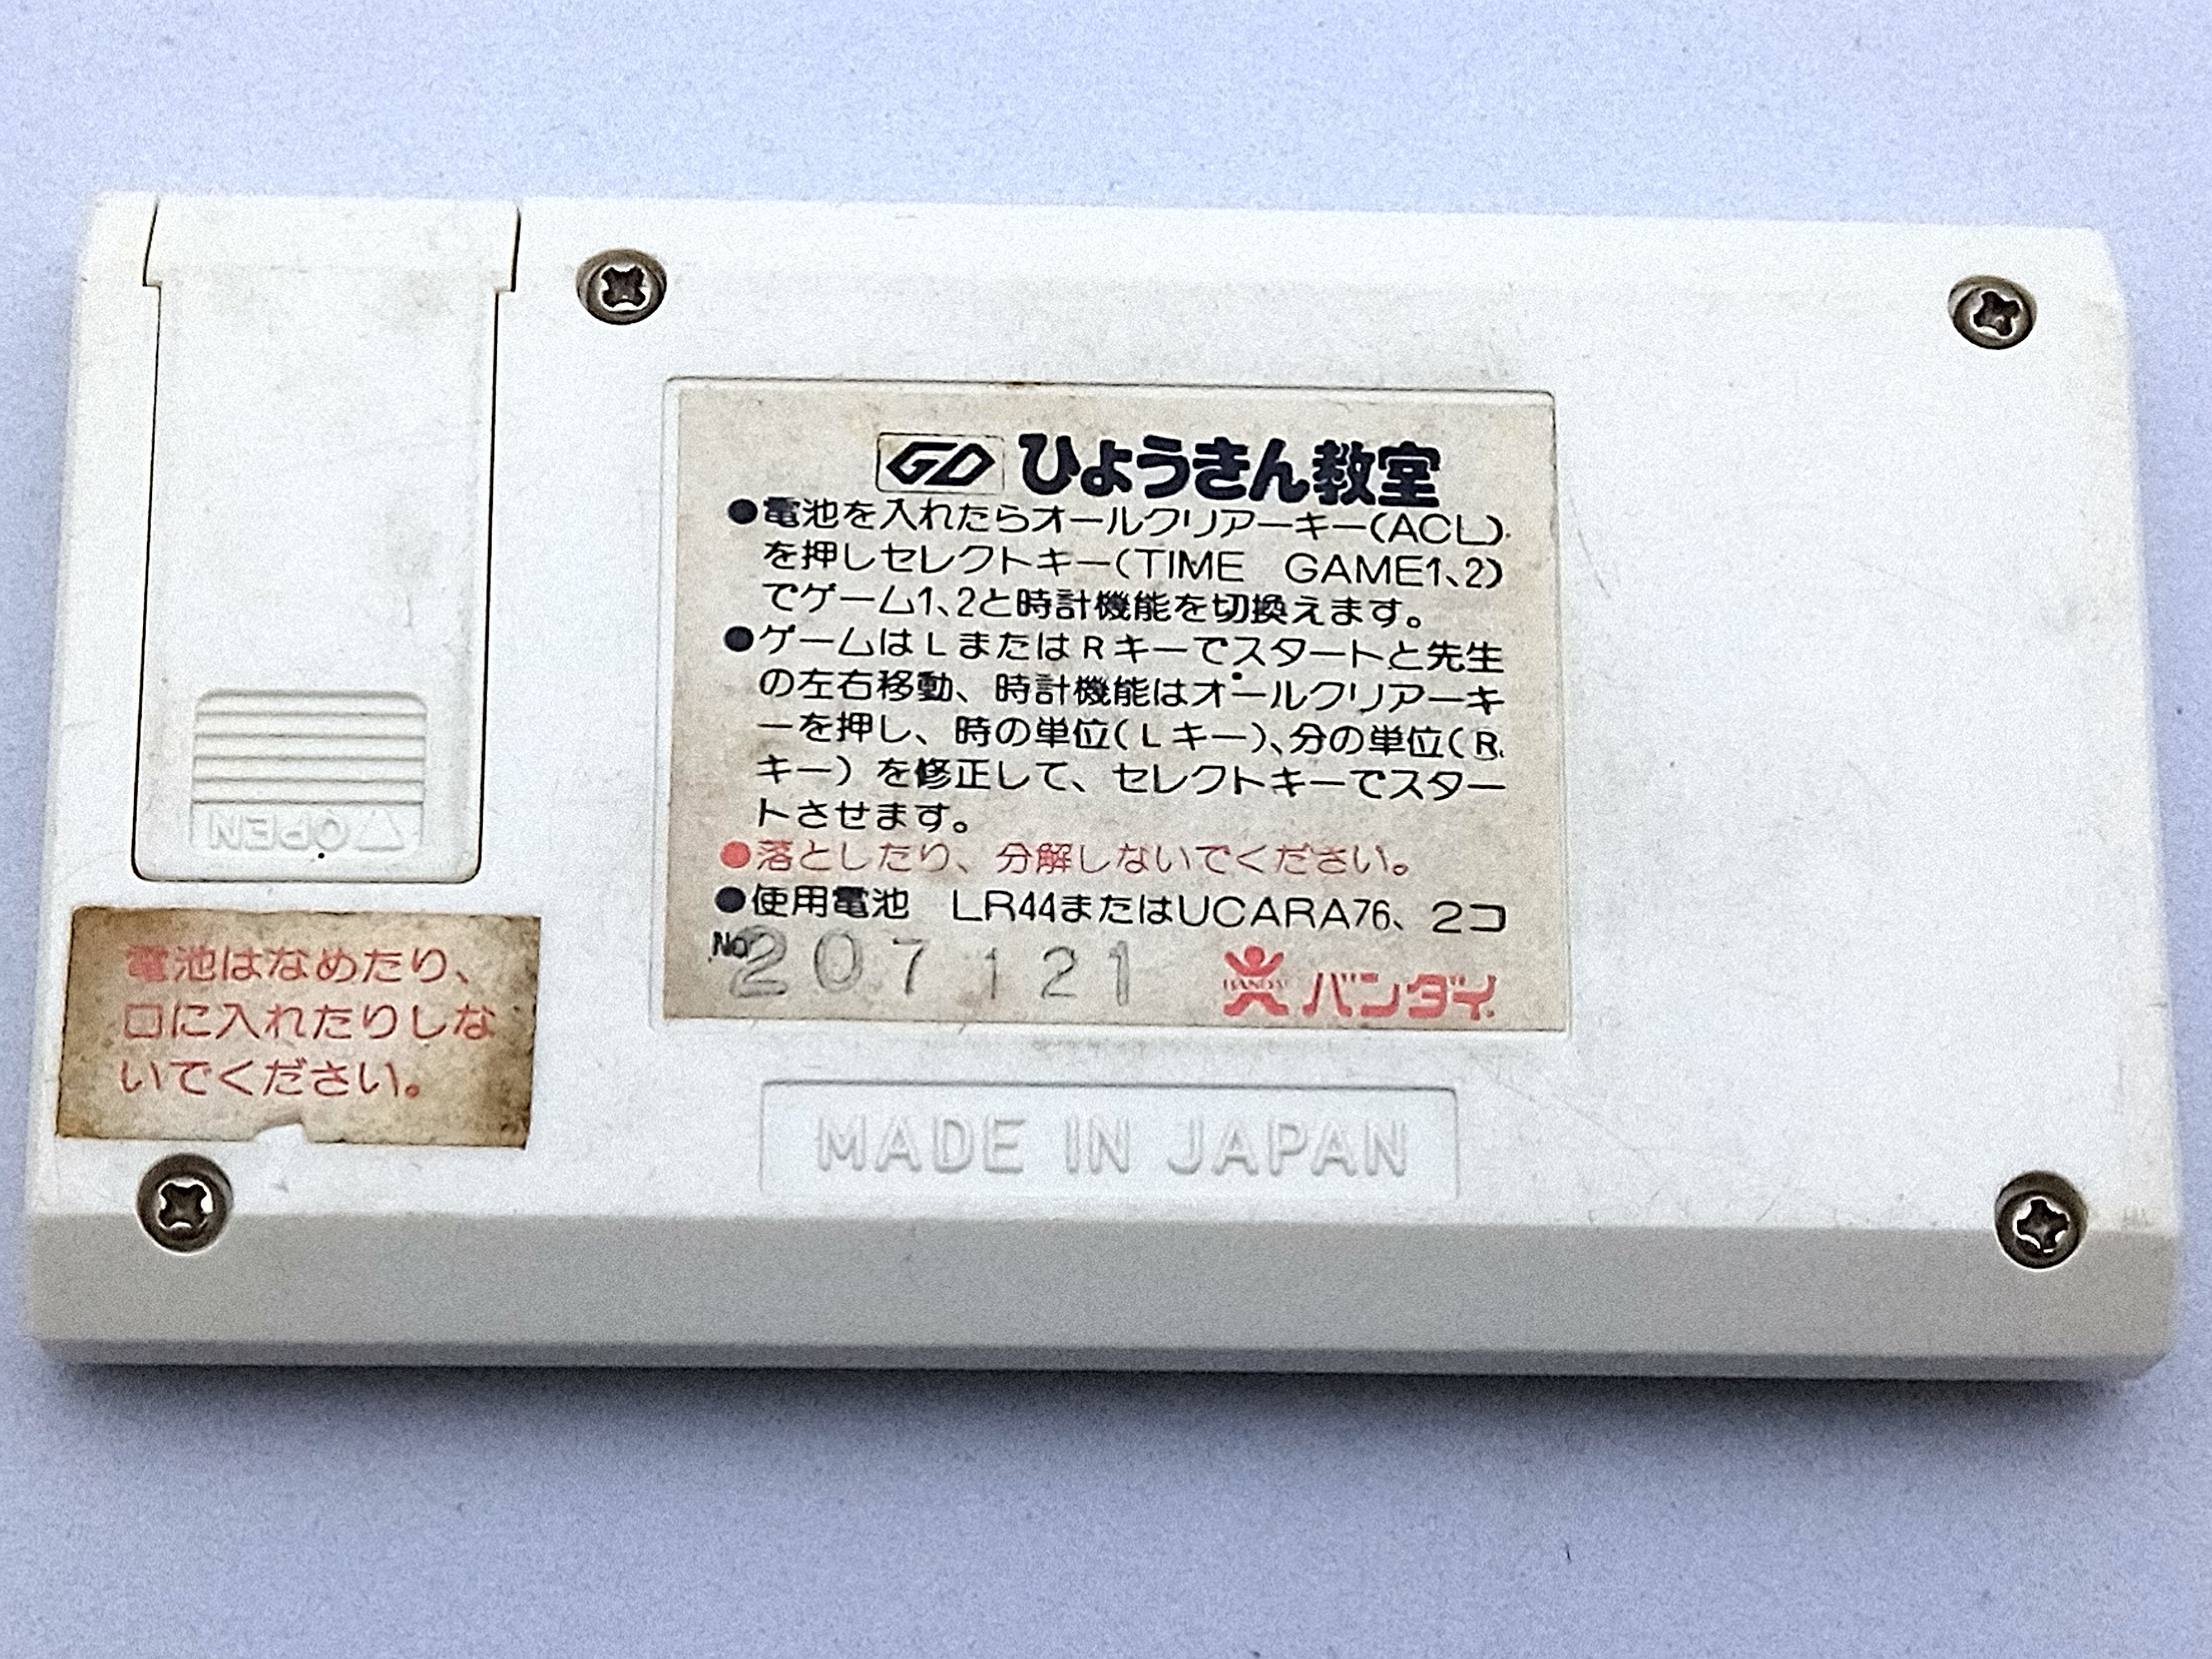 GD ひょうきん教室
●電池を入れたらオールクリアーキー(ACL)
を押しセレクトキー(TIME GAME1、2)
でゲーム1、2と時計機能を切換えます。
●ゲームはLまたはRキーでスタートと先生
の左右移動、時計機能はオールクリアーキ
ーを押し、時の単位(Lキー)、分の単位(R
キー)を修正して、セレクトキーでスター
トさせます。
●落としたり、分解しないでください。
●使用電池 LR44またはUCARA76、2コ
No 207121 BANDAI バンダイ
OPEN
電池はなめたり、
口に入れたりしな
いでください。
MADE IN JAPAN